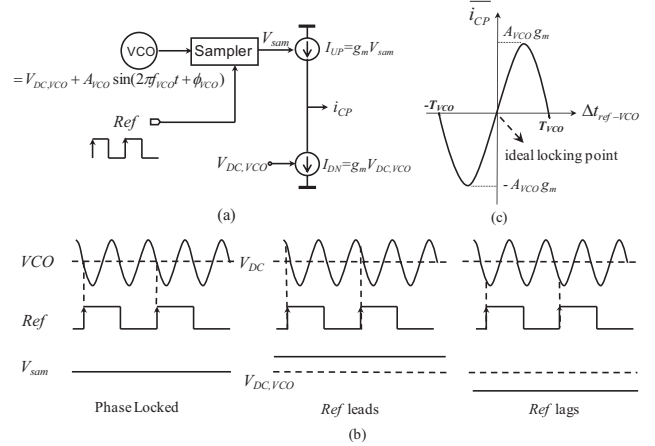 VCO
Sampler
V_sam
I_UP=g_m V_sam
= V_DC,VCO + A_VCO sin(2πf_VCO t + ϕ_VCO)
Ref
i_CP
V_DC,VCO
I_DN=g_m V_DC,VCO
(a)
i_CP
A_VCO g_m
-T_VCO
T_VCO
Δt_ref-VCO
ideal locking point
- A_VCO g_m
(c)
VCO
V_DC
Ref
V_sam
V_DC,VCO
Phase Locked
Ref leads
Ref lags
(b)